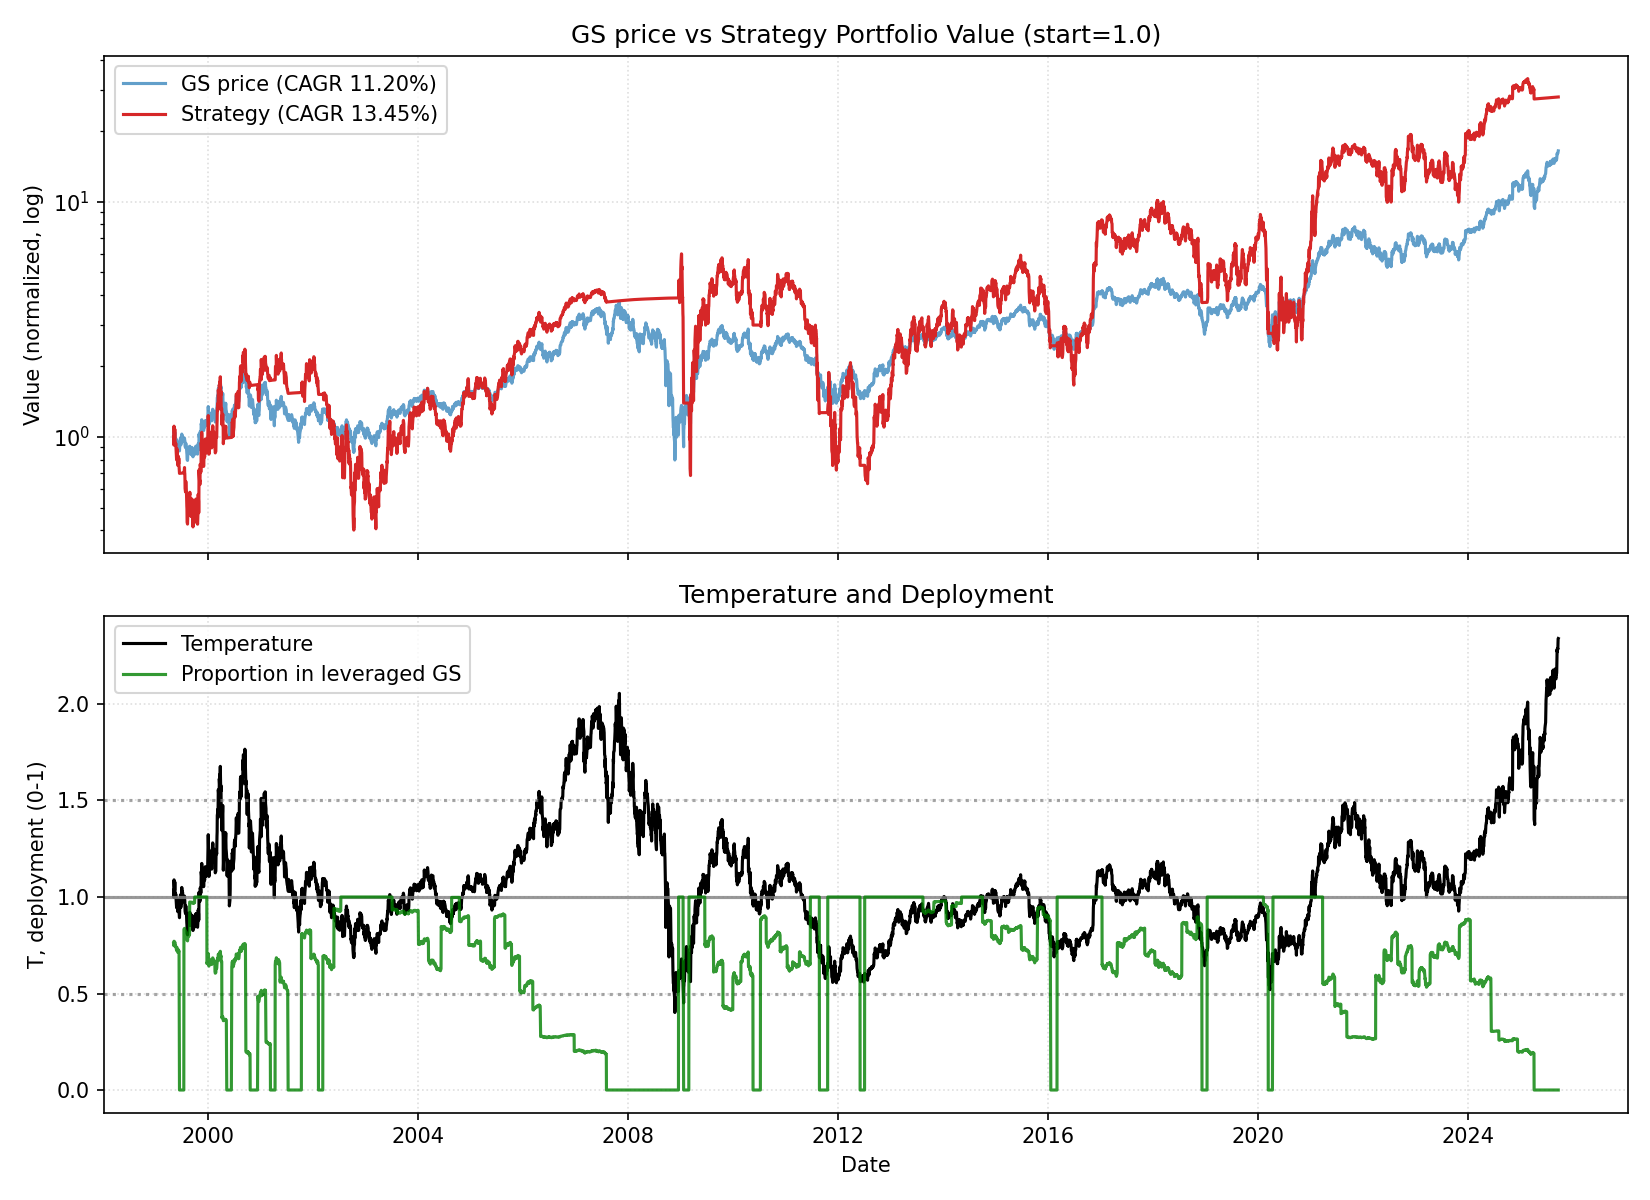 GS price vs Strategy Portfolio Value (start=1.0)
GS price (CAGR 11.20%)
Strategy (CAGR 13.45%)
Value (normalized, log)
10¹
10⁰
Temperature and Deployment
Temperature
Proportion in leveraged GS
T, deployment (0-1)
2.0
1.5
1.0
0.5
0.0
2000 2004 2008 2012 2016 2020 2024
Date